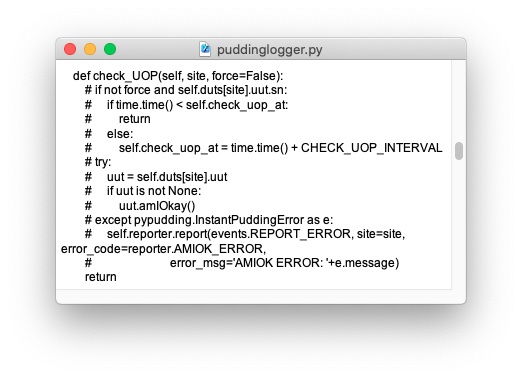 puddinglogger.py
def check_UOP(self, site, force=False):
# if not force and self.duts[site].uut.sn:
#     if time.time() < self.check_uop_at:
#         return
#     else:
#         self.check_uop_at = time.time() + CHECK_UOP_INTERVAL
# try:
#     uut = self.duts[site].uut
#     if uut is not None:
#         uut.amIOkay()
# except pypudding.InstantPuddingError as e:
#     self.reporter.report(events.REPORT_ERROR, site=site,
error_code=reporter.AMIOK_ERROR,
#                          error_msg='AMIOK ERROR: '+e.message)
return